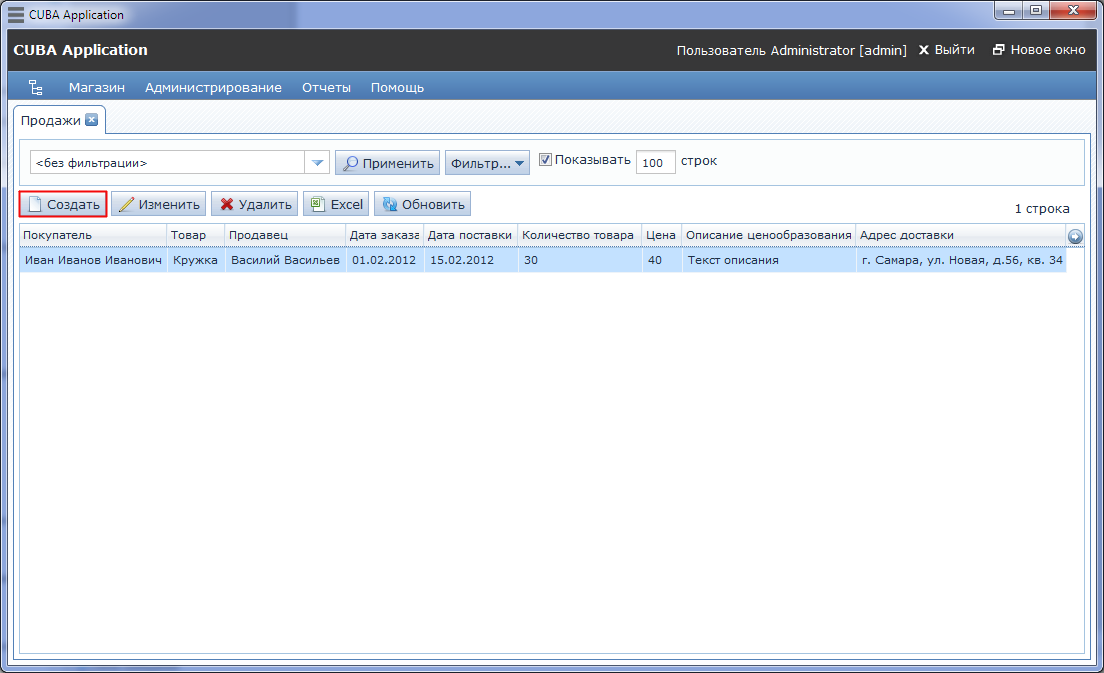 CUBA Application
CUBA Application Пользователь Administrator [admin] Выйти Новое окно
Магазин Администрирование Отчеты Помощь
Продажи
<без фильтрации> Применить Фильтр... Показывать 100 строк
Создать Изменить Удалить Excel Обновить 1 строка
Покупатель Товар Продавец Дата заказа Дата поставки Количество товара Цена Описание ценообразования Адрес доставки
Иван Иванов Иванович Кружка Василий Васильев 01.02.2012 15.02.2012 30 40 Текст описания г. Самара, ул. Новая, д.56, кв. 34